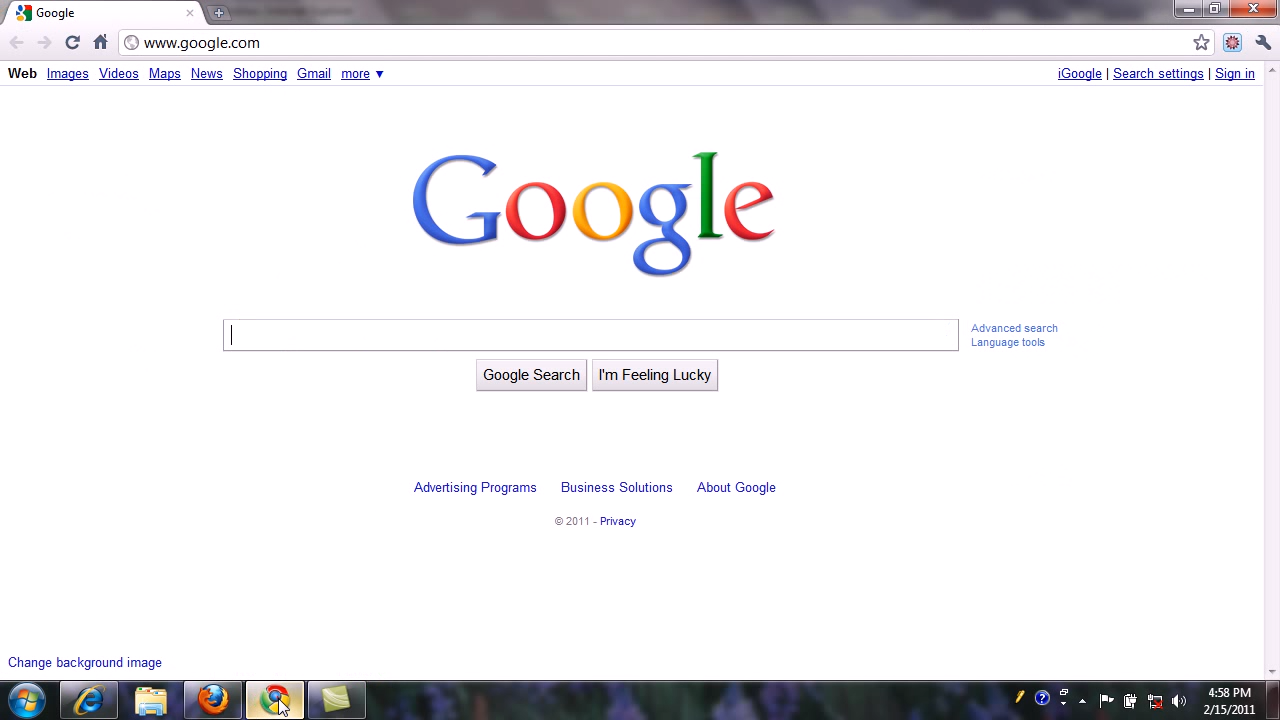 Google
www.google.com
Web Images Videos Maps News Shopping Gmail more ▼
iGoogle | Search settings | Sign in
Google
Advanced search
Language tools
Google Search I'm Feeling Lucky
Advertising Programs Business Solutions About Google
© 2011 - Privacy
Change background image
4:58 PM
2/15/2011